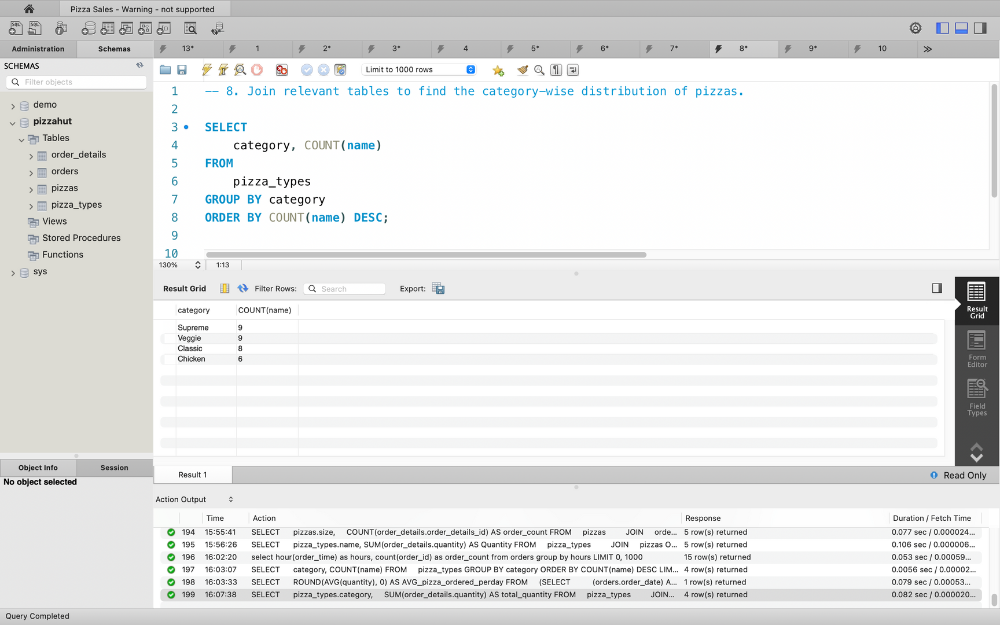 Pizza Sales - Warning - not supported
SQL
SQL
Administration
Schemas
13*
1
2*
3*
4
5*
6*
7*
8*
9*
10
SCHEMAS
Filter objects
demo
pizzahut
Tables
order_details
orders
pizzas
pizza_types
Views
Stored Procedures
Functions
sys
Object Info
Session
No object selected
Limit to 1000 rows
1 -- 8. Join relevant tables to find the category-wise distribution of pizzas.
2
3 SELECT
4 category, COUNT(name)
5 FROM
6 pizza_types
7 GROUP BY category
8 ORDER BY COUNT(name) DESC;
9
10
130% 1:13
Result Grid Filter Rows: Search Export:
category COUNT(name)
Supreme 9
Veggie 9
Classic 8
Chicken 6
Result
Grid
Form
Editor
Field
Types
Result 1
Read Only
Action Output
Time Action Response Duration / Fetch Time
194 15:55:41 SELECT pizzas.size, COUNT(order_details.order_details_id) AS order_count FROM pizzas JOIN orde... 5 row(s) returned 0.077 sec / 0.000024...
195 15:56:26 SELECT pizza_types.name, SUM(order_details.quantity) AS Quantity FROM pizza_types JOIN pizzas O... 5 row(s) returned 0.106 sec / 0.000006...
196 16:02:20 select hour(order_time) as hours, count(order_id) as order_count from orders group by hours LIMIT 0, 1000 15 row(s) returned 0.053 sec / 0.00059...
197 16:03:07 SELECT category, COUNT(name) FROM pizza_types GROUP BY category ORDER BY COUNT(name) DESC LIM... 4 row(s) returned 0.0056 sec / 0.00002...
198 16:03:33 SELECT ROUND(AVG(quantity), 0) AS AVG_pizza_ordered_perday FROM (SELECT (orders.order_date) A... 1 row(s) returned 0.079 sec / 0.00053...
199 16:07:38 SELECT pizza_types.category, SUM(order_details.quantity) AS total_quantity FROM pizza_types JOIN... 4 row(s) returned 0.082 sec / 0.000020...
Query Completed